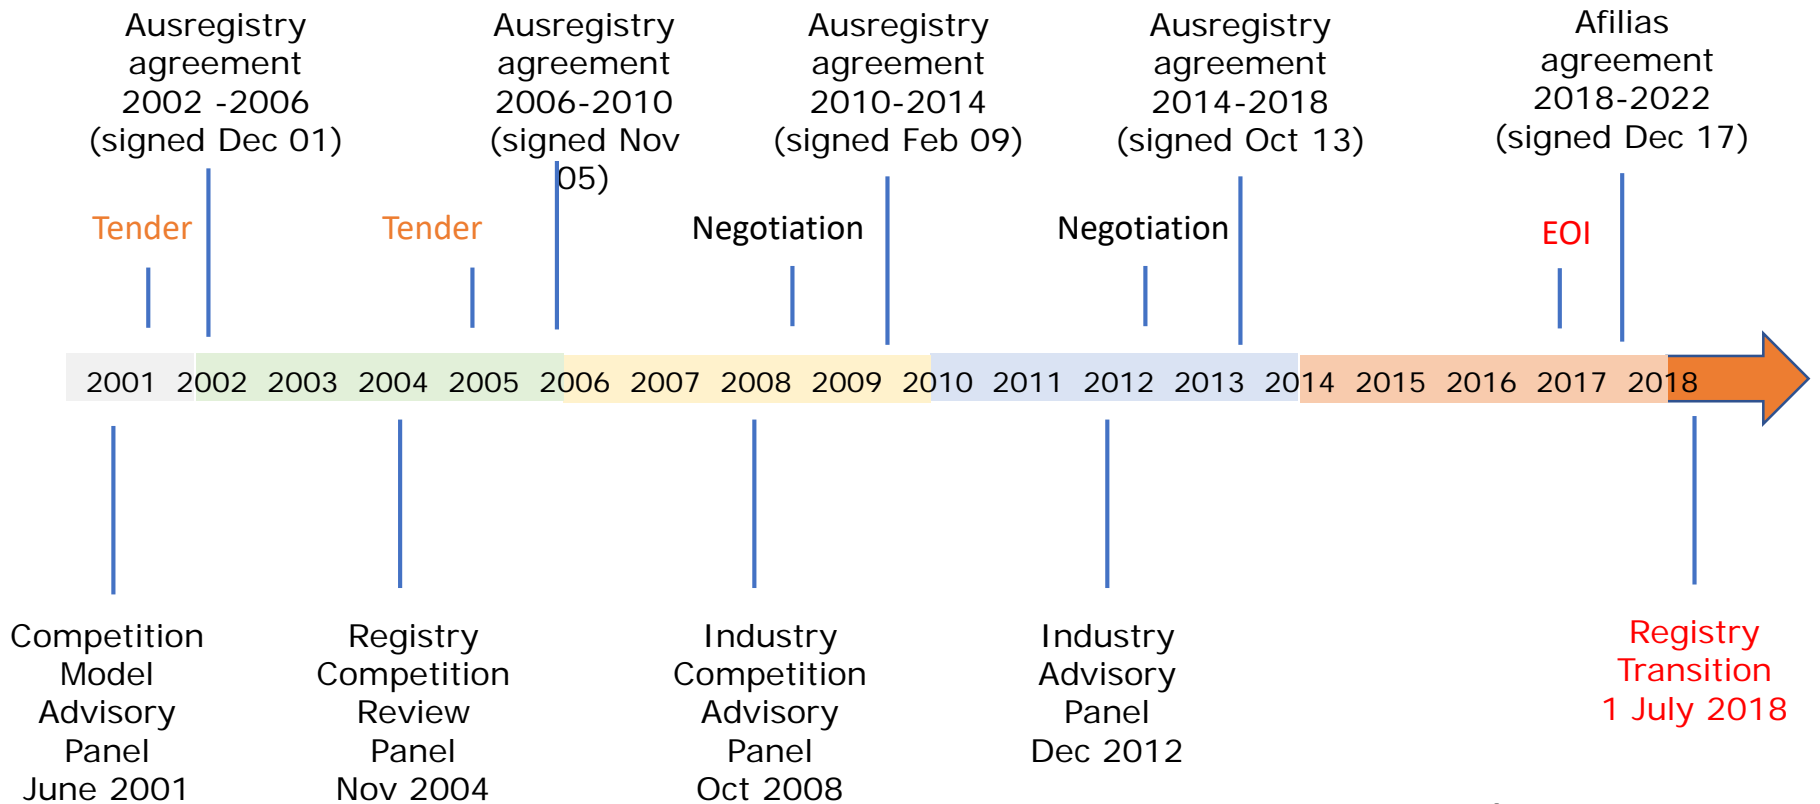 Ausregistry
agreement
2002 -2006
(signed Dec 01)
Ausregistry
agreement
2006-2010
(signed Nov
05)
Ausregistry
agreement
2010-2014
(signed Feb 09)
Ausregistry
agreement
2014-2018
(signed Oct 13)
Afilias
agreement
2018-2022
(signed Dec 17)
Tender
Tender
Negotiation
Negotiation
EOI
2001 2002 2003 2004 2005 2006 2007 2008 2009 2010 2011 2012 2013 2014 2015 2016 2017 2018
Competition
Model
Advisory
Panel
June 2001
Registry
Competition
Review
Panel
Nov 2004
Industry
Competition
Advisory
Panel
Oct 2008
Industry
Advisory
Panel
Dec 2012
Registry
Transition
1 July 2018